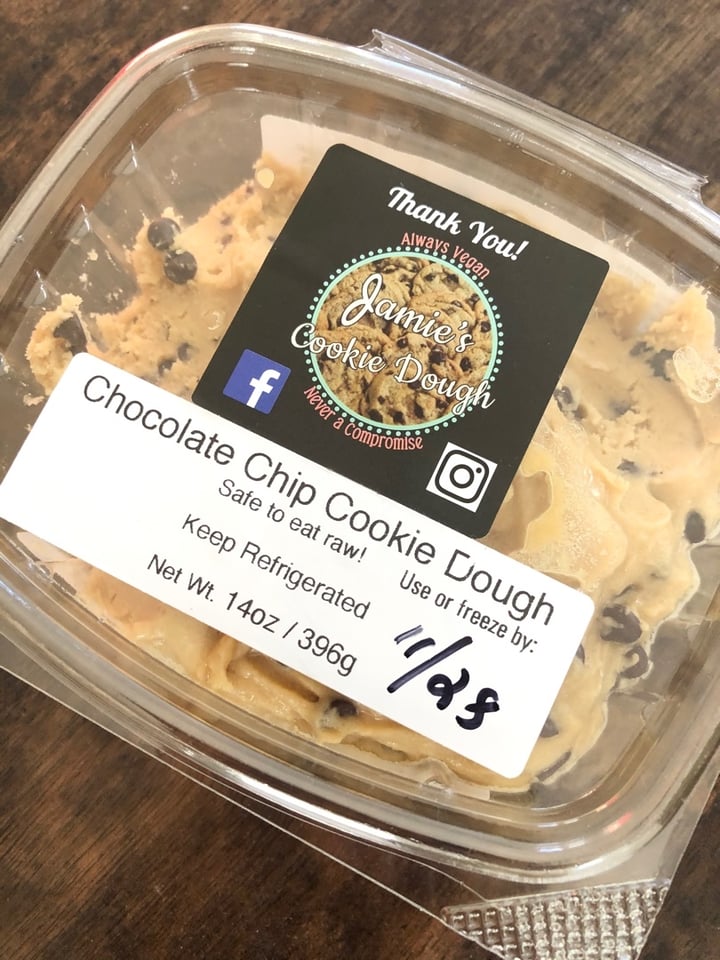 Thank You!
Always Vegan
Jamie's
Cookie Dough
Never a Compromise
f
Chocolate Chip Cookie Dough
Safe to eat raw!
Keep Refrigerated
Net Wt. 14oz / 396g
Use or freeze by:
11/28